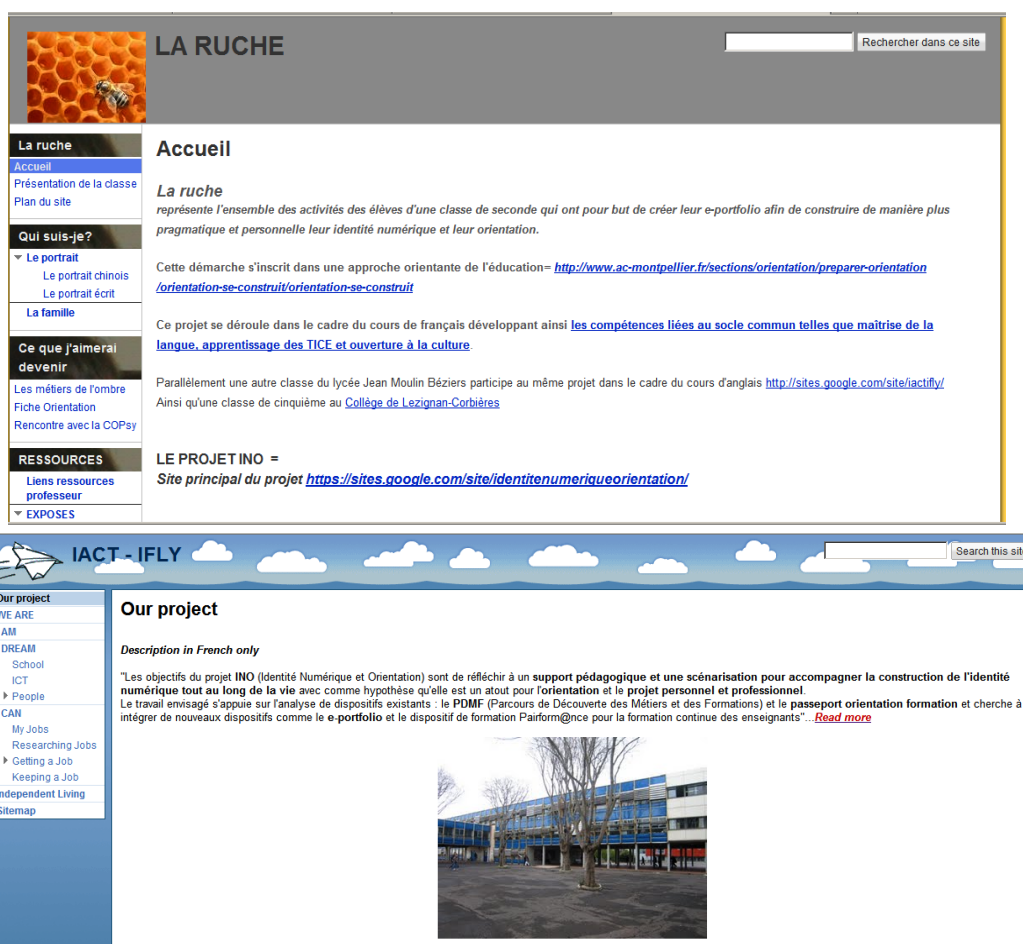 LA RUCHE
Rechercher dans ce site
La ruche
Accueil
Présentation de la classe
Plan du site
Qui suis-je?
Le portrait
Le portrait chinois
Le portrait écrit
La famille
Ce que j'aimerai
devenir
Les métiers de l'ombre
Fiche Orientation
Rencontre avec la COPsy
RESSOURCES
Liens ressources
professeur
EXPOSES
Accueil
La ruche
représente l'ensemble des activités des élèves d'une classe de seconde qui ont pour but de créer leur e-portfolio afin de construire de manière plus
pragmatique et personnelle leur identité numérique et leur orientation.
Cette démarche s'inscrit dans une approche orientante de l'éducation= http://www.ac-montpellier.fr/sections/orientation/preparer-orientation
/orientation-se-construit/orientation-se-construit
Ce projet se déroule dans le cadre du cours de français développant ainsi les compétences liées au socle commun telles que maîtrise de la
langue, apprentissage des TICE et ouverture à la culture.
Parallèlement une autre classe du lycée Jean Moulin Béziers participe au même projet dans le cadre du cours d'anglais http://sites.google.com/site/iactifly/
Ainsi qu'une classe de cinquième au Collège de Lezignan-Corbières
LE PROJET INO =
Site principal du projet https://sites.google.com/site/identitenumeriqueorientation/
IACT - IFLY
Search this site
Our project
WE ARE
AM
DREAM
School
ICT
People
CAN
My Jobs
Researching Jobs
Getting a Job
Keeping a Job
Independent Living
Sitemap
Our project
Description in French only
"Les objectifs du projet INO (Identité Numérique et Orientation) sont de réfléchir à un support pédagogique et une scénarisation pour accompagner la construction de l'identité
numérique tout au long de la vie avec comme hypothèse qu'elle est un atout pour l'orientation et le projet personnel et professionnel.
Le travail envisagé s'appuie sur l'analyse de dispositifs existants : le PDMF (Parcours de Découverte des Métiers et des Formations) et le passeport orientation formation et cherche à
intégrer de nouveaux dispositifs comme le e-portfolio et le dispositif de formation Pairform@nce pour la formation continue des enseignants"...Read more